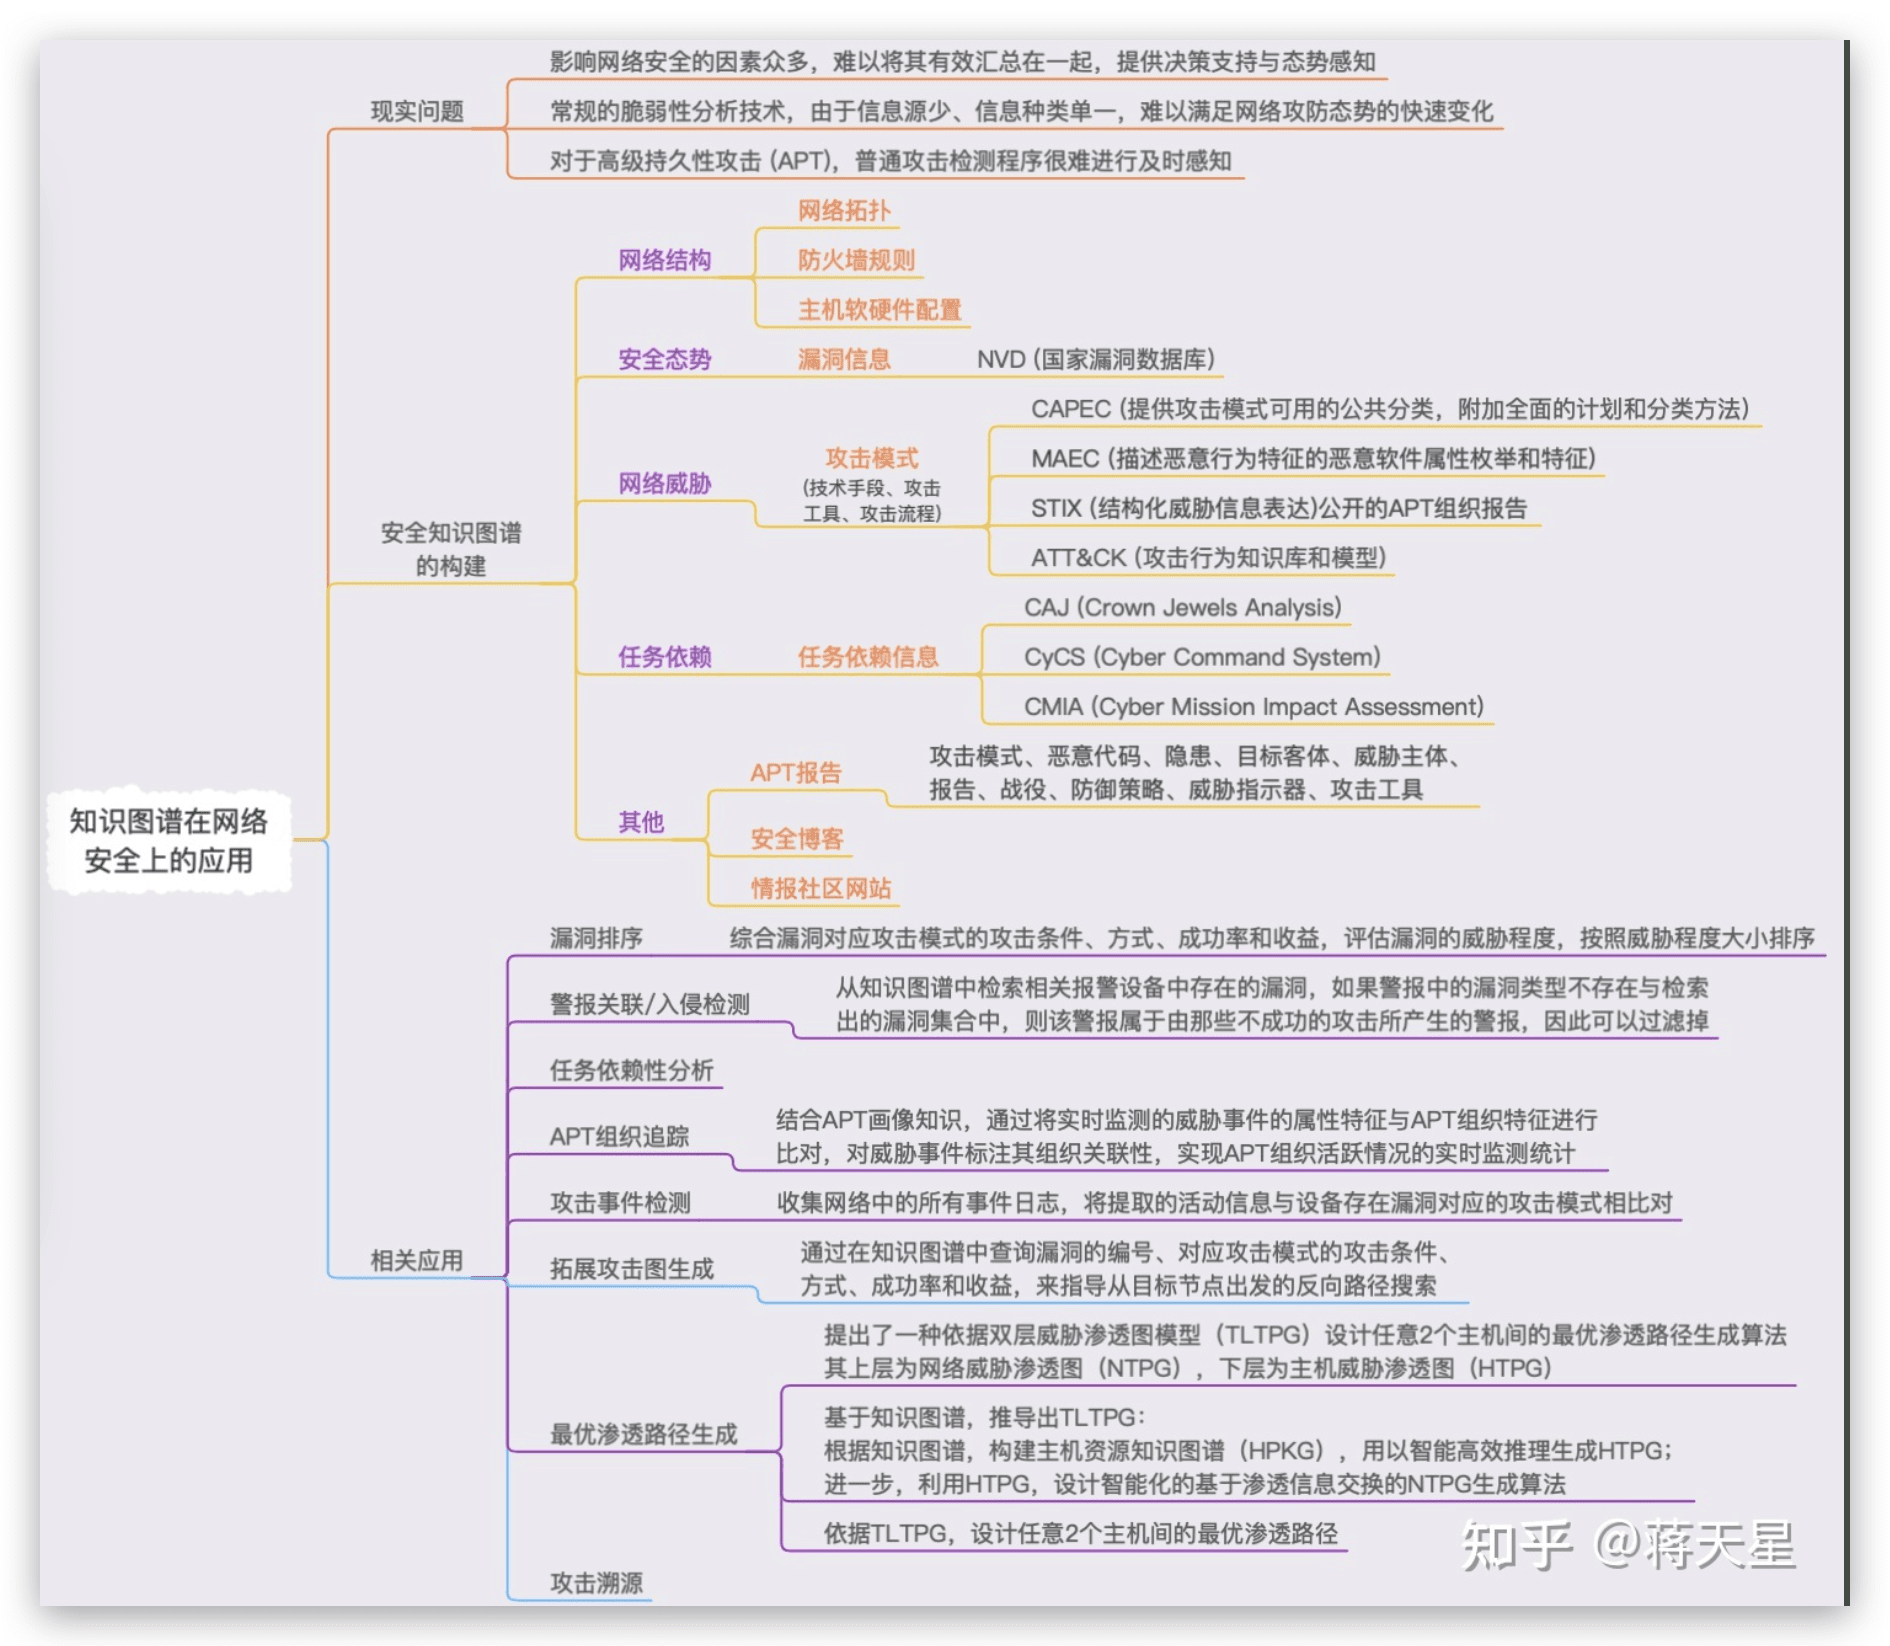 影响网络安全的因素众多，难以将其有效汇总在一起，提供决策支持与态势感知
现实问题
常规的脆弱性分析技术，由于信息源少、信息种类单一，难以满足网络攻防态势的快速变化
对于高级持久性攻击 (APT)，普通攻击检测程序很难进行及时感知
网络拓扑
网络结构
防火墙规则
主机软硬件配置
安全态势
漏洞信息
NVD (国家漏洞数据库)
CAPEC (提供攻击模式可用的公共分类，附加全面的计划和分类方法)
网络威胁
攻击模式
(技术手段、攻击
工具、攻击流程)
MAEC (描述恶意行为特征的恶意软件属性枚举和特征)
STIX (结构化威胁信息表达)公开的APT组织报告
ATT&CK (攻击行为知识库和模型)
安全知识图谱
的构建
CAJ (Crown Jewels Analysis)
任务依赖
任务依赖信息
CyCS (Cyber Command System)
CMIA (Cyber Mission Impact Assessment)
其他
APT报告
攻击模式、恶意代码、隐患、目标客体、威胁主体、
报告、战役、防御策略、威胁指示器、攻击工具
安全博客
情报社区网站
知识图谱在网络
安全上的应用
漏洞排序
综合漏洞对应攻击模式的攻击条件、方式、成功率和收益，评估漏洞的威胁程度，按照威胁程度大小排序
警报关联/入侵检测
从知识图谱中检索相关报警设备中存在的漏洞，如果警报中的漏洞类型不存在与检索
出的漏洞集合中，则该警报属于由那些不成功的攻击所产生的警报，因此可以过滤掉
任务依赖性分析
APT组织追踪
结合APT画像知识，通过将实时监测的威胁事件的属性特征与APT组织特征进行
比对，对威胁事件标注其组织关联性，实现APT组织活跃情况的实时监测统计
攻击事件检测
收集网络中的所有事件日志，将提取的活动信息与设备存在漏洞对应的攻击模式相比对
相关应用
拓展攻击图生成
通过在知识图谱中查询漏洞的编号、对应攻击模式的攻击条件、
方式、成功率和收益，来指导从目标节点出发的反向路径搜索
最优渗透路径生成
提出了一种依据双层威胁渗透图模型（TLTPG）设计任意2个主机间的最优渗透路径生成算法
其上层为网络威胁渗透图（NTPG），下层为主机威胁渗透图（HTPG）
基于知识图谱，推导出TLTPG：
根据知识图谱，构建主机资源知识图谱（HPKG），用以智能高效推理生成HTPG；
进一步，利用HTPG，设计智能化的基于渗透信息交换的NTPG生成算法
依据TLTPG，设计任意2个主机间的最优渗透路径
攻击溯源
知乎 @蒋天星